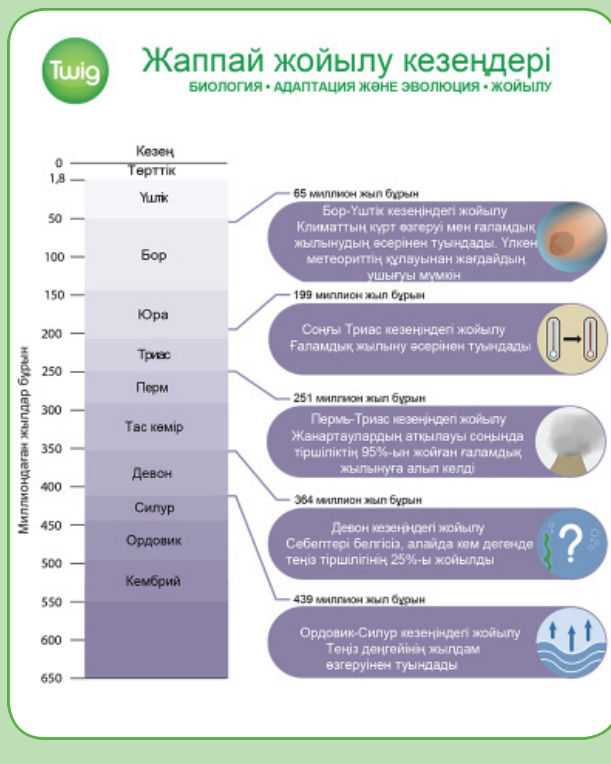 Twig
Жаппай жойылу кезеңдері
БИОЛОГИЯ • АДАПТАЦИЯ ЖӘНЕ ЭВОЛЮЦИЯ • ЖОЙЫЛУ
Миллиондаған жылдар бұрын
Кезең
0
Төрттік
1,8
Үштік
50
100
Бор
150
Юра
200
Триас
250
Перм
300
Тас көмір
350
Девон
400
Силур
450
Ордовик
500
Кембрий
550
600
650
65 миллион жыл бұрын
Бор-Үштік кезеңіндегі жойылу
Климаттың күрт өзгеруі мен ғаламдық
жылынудың әсерінен туындады. Үлкен
метеориттің құлауынан жағдайдың
ушығуы мүмкін
199 миллион жыл бұрын
Соңғы Триас кезеңіндегі жойылу
Ғаламдық жылыну әсерінен туындады
251 миллион жыл бұрын
Пермь-Триас кезеңіндегі жойылу
Жанартаулардың атқылауы соңында
тіршіліктің 95%-ын жойған ғаламдық
жылынуға алып келді
364 миллион жыл бұрын
Девон кезеңіндегі жойылу
Себептері белгісіз, алайда кем дегенде
теңіз тіршілігінің 25%-ы жойылды
?
439 миллион жыл бұрын
Ордовик-Силур кезеңіндегі жойылу
Теңіз деңгейінің жылдам
өзгеруінен туындады